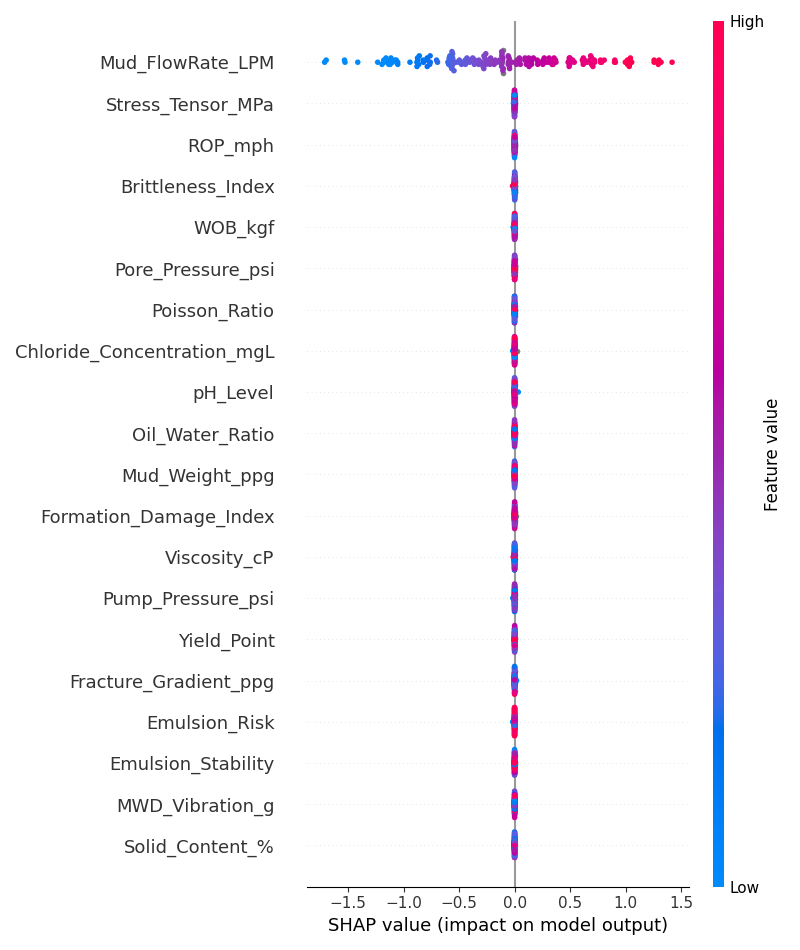 High
Mud_FlowRate_LPM
Stress_Tensor_MPa
ROP_mph
Brittleness_Index
WOB_kgf
Pore_Pressure_psi
Poisson_Ratio
Chloride_Concentration_mgL
pH_Level
Oil_Water_Ratio
Mud_Weight_ppg
Formation_Damage_Index
Viscosity_cP
Pump_Pressure_psi
Yield_Point
Fracture_Gradient_ppg
Emulsion_Risk
Emulsion_Stability
MWD_Vibration_g
Solid_Content_%
Feature value
Low
−1.5 −1.0 −0.5 0.0 0.5 1.0 1.5
SHAP value (impact on model output)